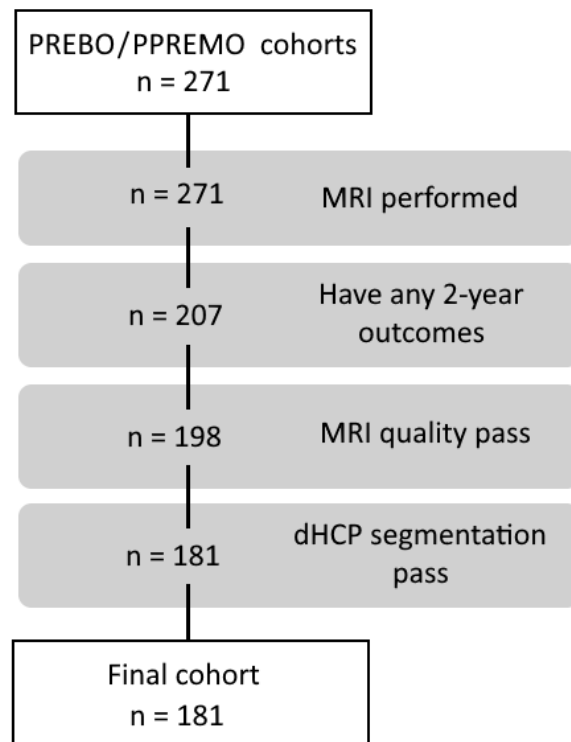 PREBO/PPREMO cohorts
n = 271
n = 271
MRI performed
n = 207
Have any 2-year
outcomes
n = 198
MRI quality pass
n = 181
dHCP segmentation
pass
Final cohort
n = 181